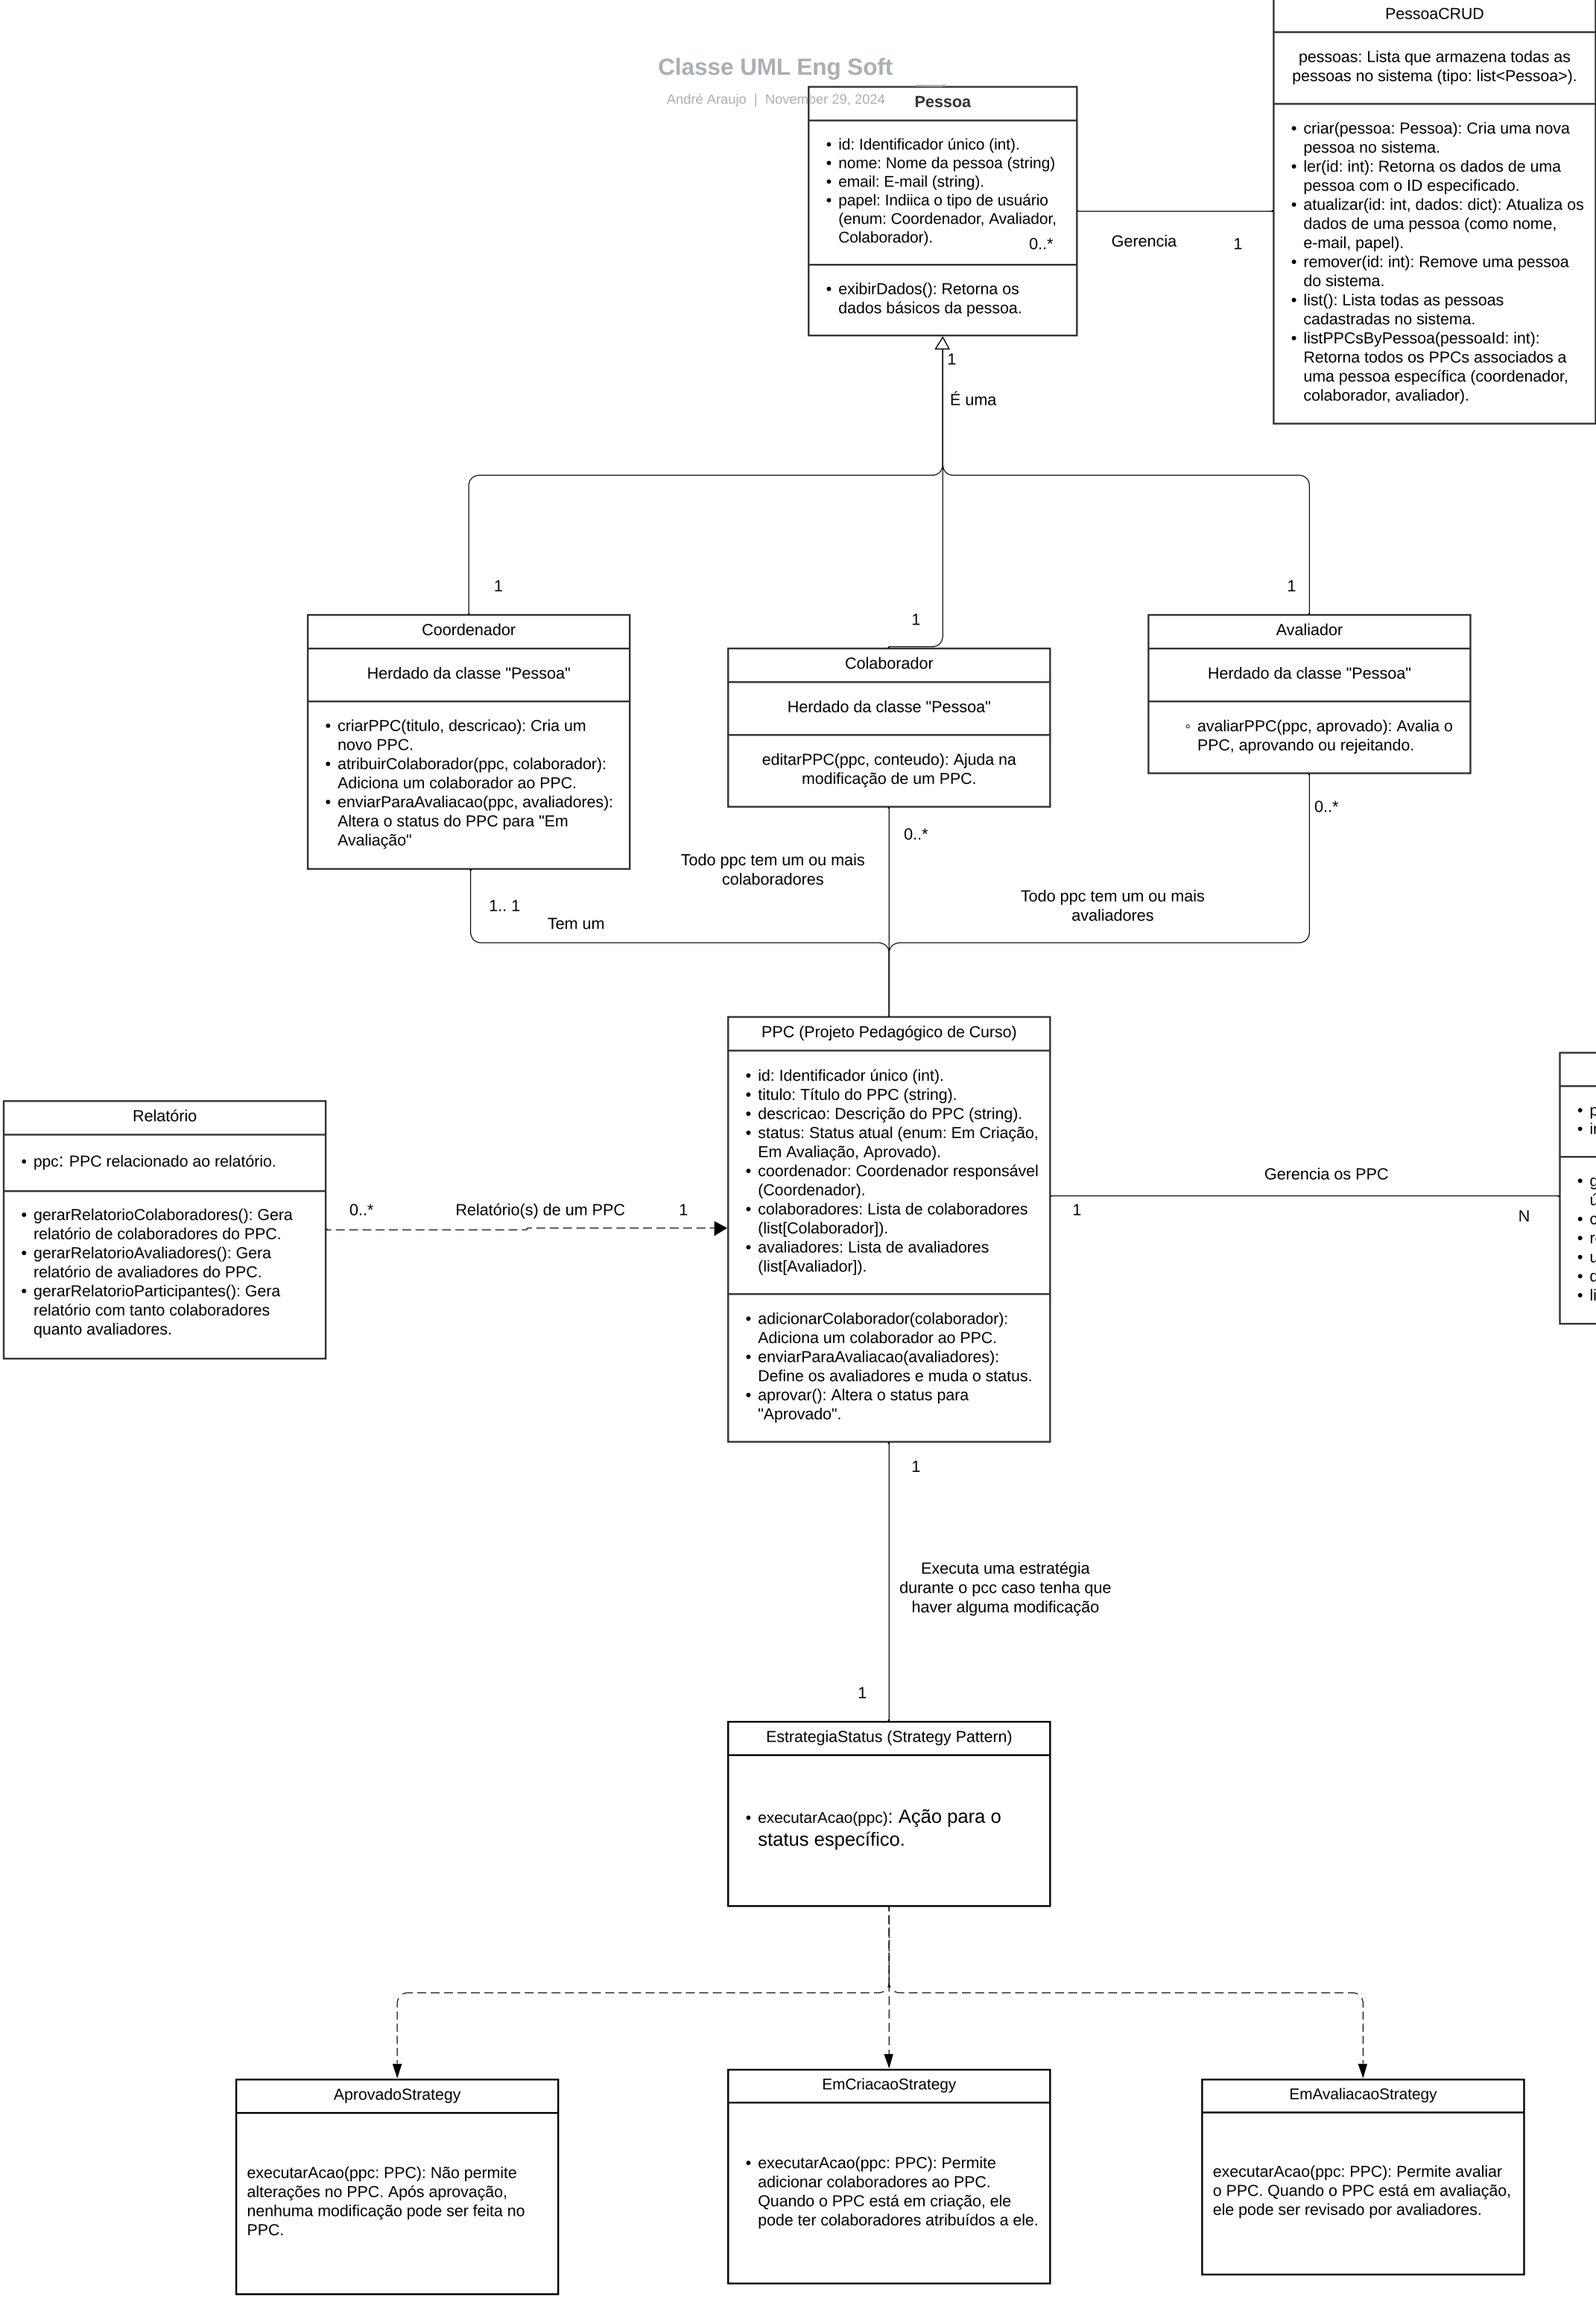 Classe UML Eng Soft
André Araujo | November 29, 2024
Pessoa
• id: Identificador único (int).
• nome: Nome da pessoa (string)
• email: E-mail (string).
• papel: Indiica o tipo de usuário
(enum: Coordenador, Avaliador,
Colaborador).
• exibirDados(): Retorna os
dados básicos da pessoa.
0..*
Gerencia
1
PessoaCRUD
pessoas: Lista que armazena todas as
pessoas no sistema (tipo: list<Pessoa>).
• criar(pessoa: Pessoa): Cria uma nova
pessoa no sistema.
• ler(id: int): Retorna os dados de uma
pessoa com o ID especificado.
• atualizar(id: int, dados: dict): Atualiza os
dados de uma pessoa (como nome,
e-mail, papel).
• remover(id: int): Remove uma pessoa
do sistema.
• list(): Lista todas as pessoas
cadastradas no sistema.
• listPPCsByPessoa(pessoaId: int):
Retorna todos os PPCs associados a
uma pessoa específica (coordenador,
colaborador, avaliador).
1
É uma
1
1
1
Coordenador
Herdado da classe "Pessoa"
• criarPPC(titulo, descricao): Cria um
novo PPC.
• atribuirColaborador(ppc, colaborador):
Adiciona um colaborador ao PPC.
• enviarParaAvaliacao(ppc, avaliadores):
Altera o status do PPC para "Em
Avaliação"
Colaborador
Herdado da classe "Pessoa"
editarPPC(ppc, conteudo): Ajuda na
modificação de um PPC.
Avaliador
Herdado da classe "Pessoa"
◦ avaliarPPC(ppc, aprovado): Avalia o
PPC, aprovando ou rejeitando.
1.. 1
Tem um
0..*
Todo ppc tem um ou mais
colaboradores
0..*
Todo ppc tem um ou mais
avaliadores
PPC (Projeto Pedagógico de Curso)
• id: Identificador único (int).
• titulo: Título do PPC (string).
• descricao: Descrição do PPC (string).
• status: Status atual (enum: Em Criação,
Em Avaliação, Aprovado).
• coordenador: Coordenador responsável
(Coordenador).
• colaboradores: Lista de colaboradores
(list[Colaborador]).
• avaliadores: Lista de avaliadores
(list[Avaliador]).
• adicionarColaborador(colaborador):
Adiciona um colaborador ao PPC.
• enviarParaAvaliacao(avaliadores):
Define os avaliadores e muda o status.
• aprovar(): Altera o status para
"Aprovado".
Relatório
• ppc: PPC relacionado ao relatório.
• gerarRelatorioColaboradores(): Gera
relatório de colaboradores do PPC.
• gerarRelatorioAvaliadores(): Gera
relatório de avaliadores do PPC.
• gerarRelatorioParticipantes(): Gera
relatório com tanto colaboradores
quanto avaliadores.
0..*
Relatório(s) de um PPC
1
Gerencia os PPC
1
N
1
Executa uma estratégia
durante o pcc caso tenha que
haver alguma modificação
1
EstrategiaStatus (Strategy Pattern)
• executarAcao(ppc): Ação para o
status específico.
AprovadoStrategy
executarAcao(ppc: PPC): Não permite
alterações no PPC. Após aprovação,
nenhuma modificação pode ser feita no
PPC.
EmCriacaoStrategy
• executarAcao(ppc: PPC): Permite
adicionar colaboradores ao PPC.
Quando o PPC está em criação, ele
pode ter colaboradores atribuídos a ele.
EmAvaliacaoStrategy
executarAcao(ppc: PPC): Permite avaliar
o PPC. Quando o PPC está em avaliação,
ele pode ser revisado por avaliadores.